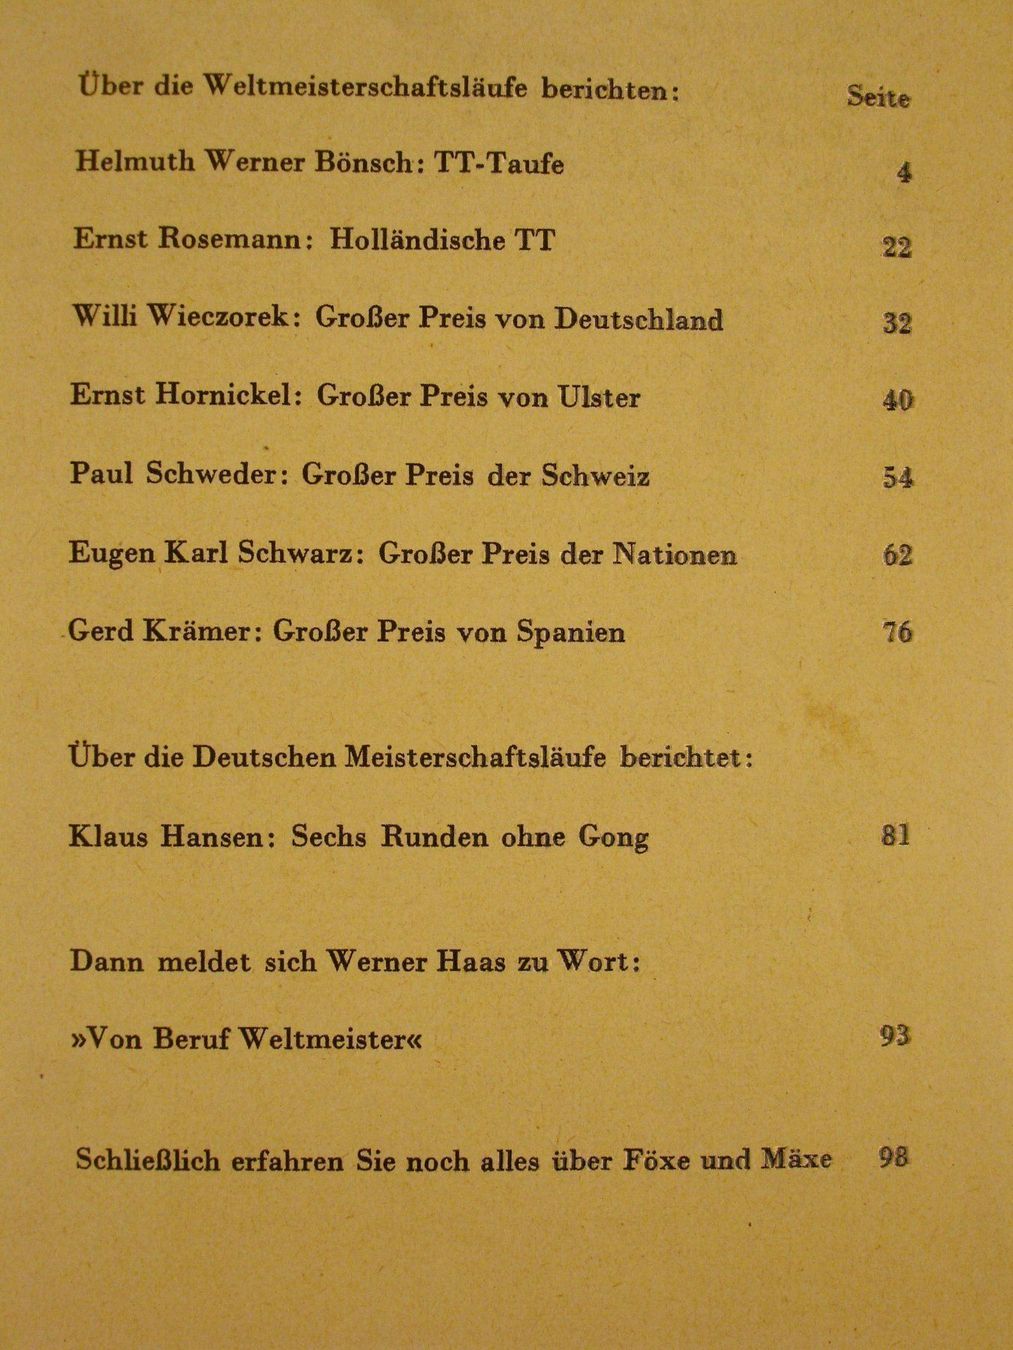 Über die Weltmeisterschaftsläufe berichten: Seite
Helmuth Werner Bönsch: TT-Taufe 4
Ernst Rosemann: Holländische TT 22
Willi Wieczorek: Großer Preis von Deutschland 32
Ernst Hornickel: Großer Preis von Ulster 40
Paul Schweder: Großer Preis der Schweiz 54
Eugen Karl Schwarz: Großer Preis der Nationen 62
Gerd Krämer: Großer Preis von Spanien 76
Über die Deutschen Meisterschaftsläufe berichtet:
Klaus Hansen: Sechs Runden ohne Gong 81
Dann meldet sich Werner Haas zu Wort:
»Von Beruf Weltmeister« 93
Schließlich erfahren Sie noch alles über Föxe und Mäxe 98